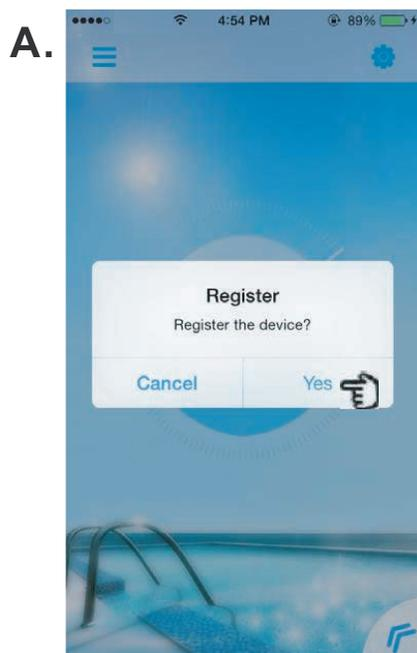 A.
4:54 PM 89%
Register
Register the device?
Cancel Yes